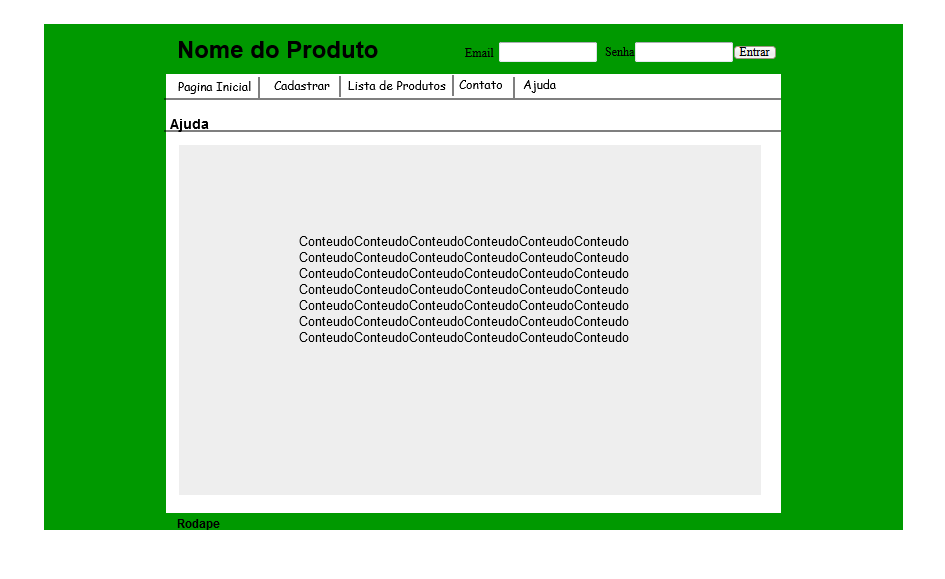 Nome do Produto
Email Senha Entrar
Pagina Inicial Cadastrar Lista de Produtos Contato Ajuda
Ajuda
ConteudoConteudoConteudoConteudoConteudoConteudo
ConteudoConteudoConteudoConteudoConteudoConteudo
ConteudoConteudoConteudoConteudoConteudoConteudo
ConteudoConteudoConteudoConteudoConteudoConteudo
ConteudoConteudoConteudoConteudoConteudoConteudo
ConteudoConteudoConteudoConteudoConteudoConteudo
ConteudoConteudoConteudoConteudoConteudoConteudo
Rodape